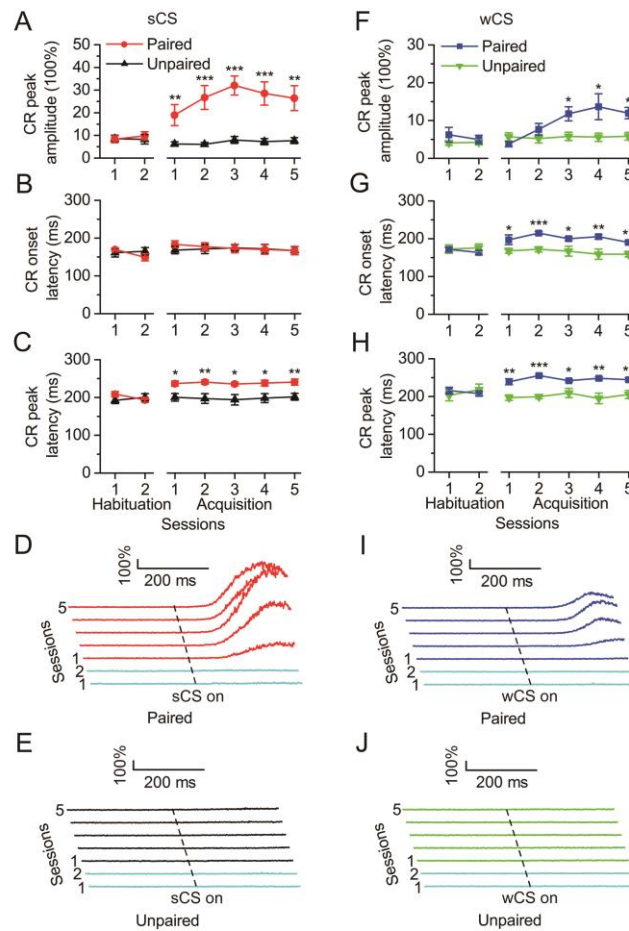 sCS
A
Paired
Unpaired
CR peak
amplitude (100%)
50
40
30
20
10
0
** *** *** *** **
1 2 1 2 3 4 5
B
CR onset
latency (ms)
300
200
100
0
1 2 1 2 3 4 5
C
CR peak
latency (ms)
300
200
100
0
* ** * * **
1 2 1 2 3 4 5
Habituation Acquisition
Sessions
D
100%
200 ms
Sessions
5
1
2
1
sCS on
Paired
E
100%
200 ms
Sessions
5
1
2
1
sCS on
Unpaired
wCS
F
Paired
Unpaired
CR peak
amplitude (100%)
30
20
10
0
* * *
1 2 1 2 3 4 5
G
CR onset
latency (ms)
300
200
100
0
* *** * ** *
1 2 1 2 3 4 5
H
CR peak
latency (ms)
300
200
100
0
** *** * ** *
1 2 1 2 3 4 5
Habituation Acquisition
Sessions
I
100%
200 ms
Sessions
5
1
2
1
wCS on
Paired
J
100%
200 ms
Sessions
5
1
2
1
wCS on
Unpaired